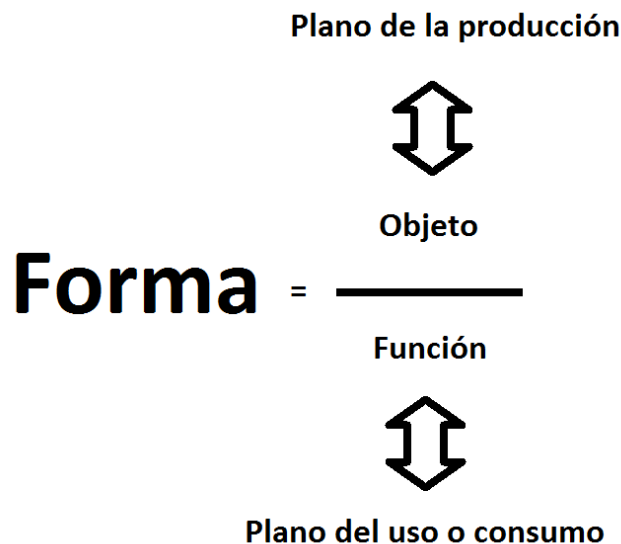 Plano de la producción
Objeto
Forma =
Función
Plano del uso o consumo